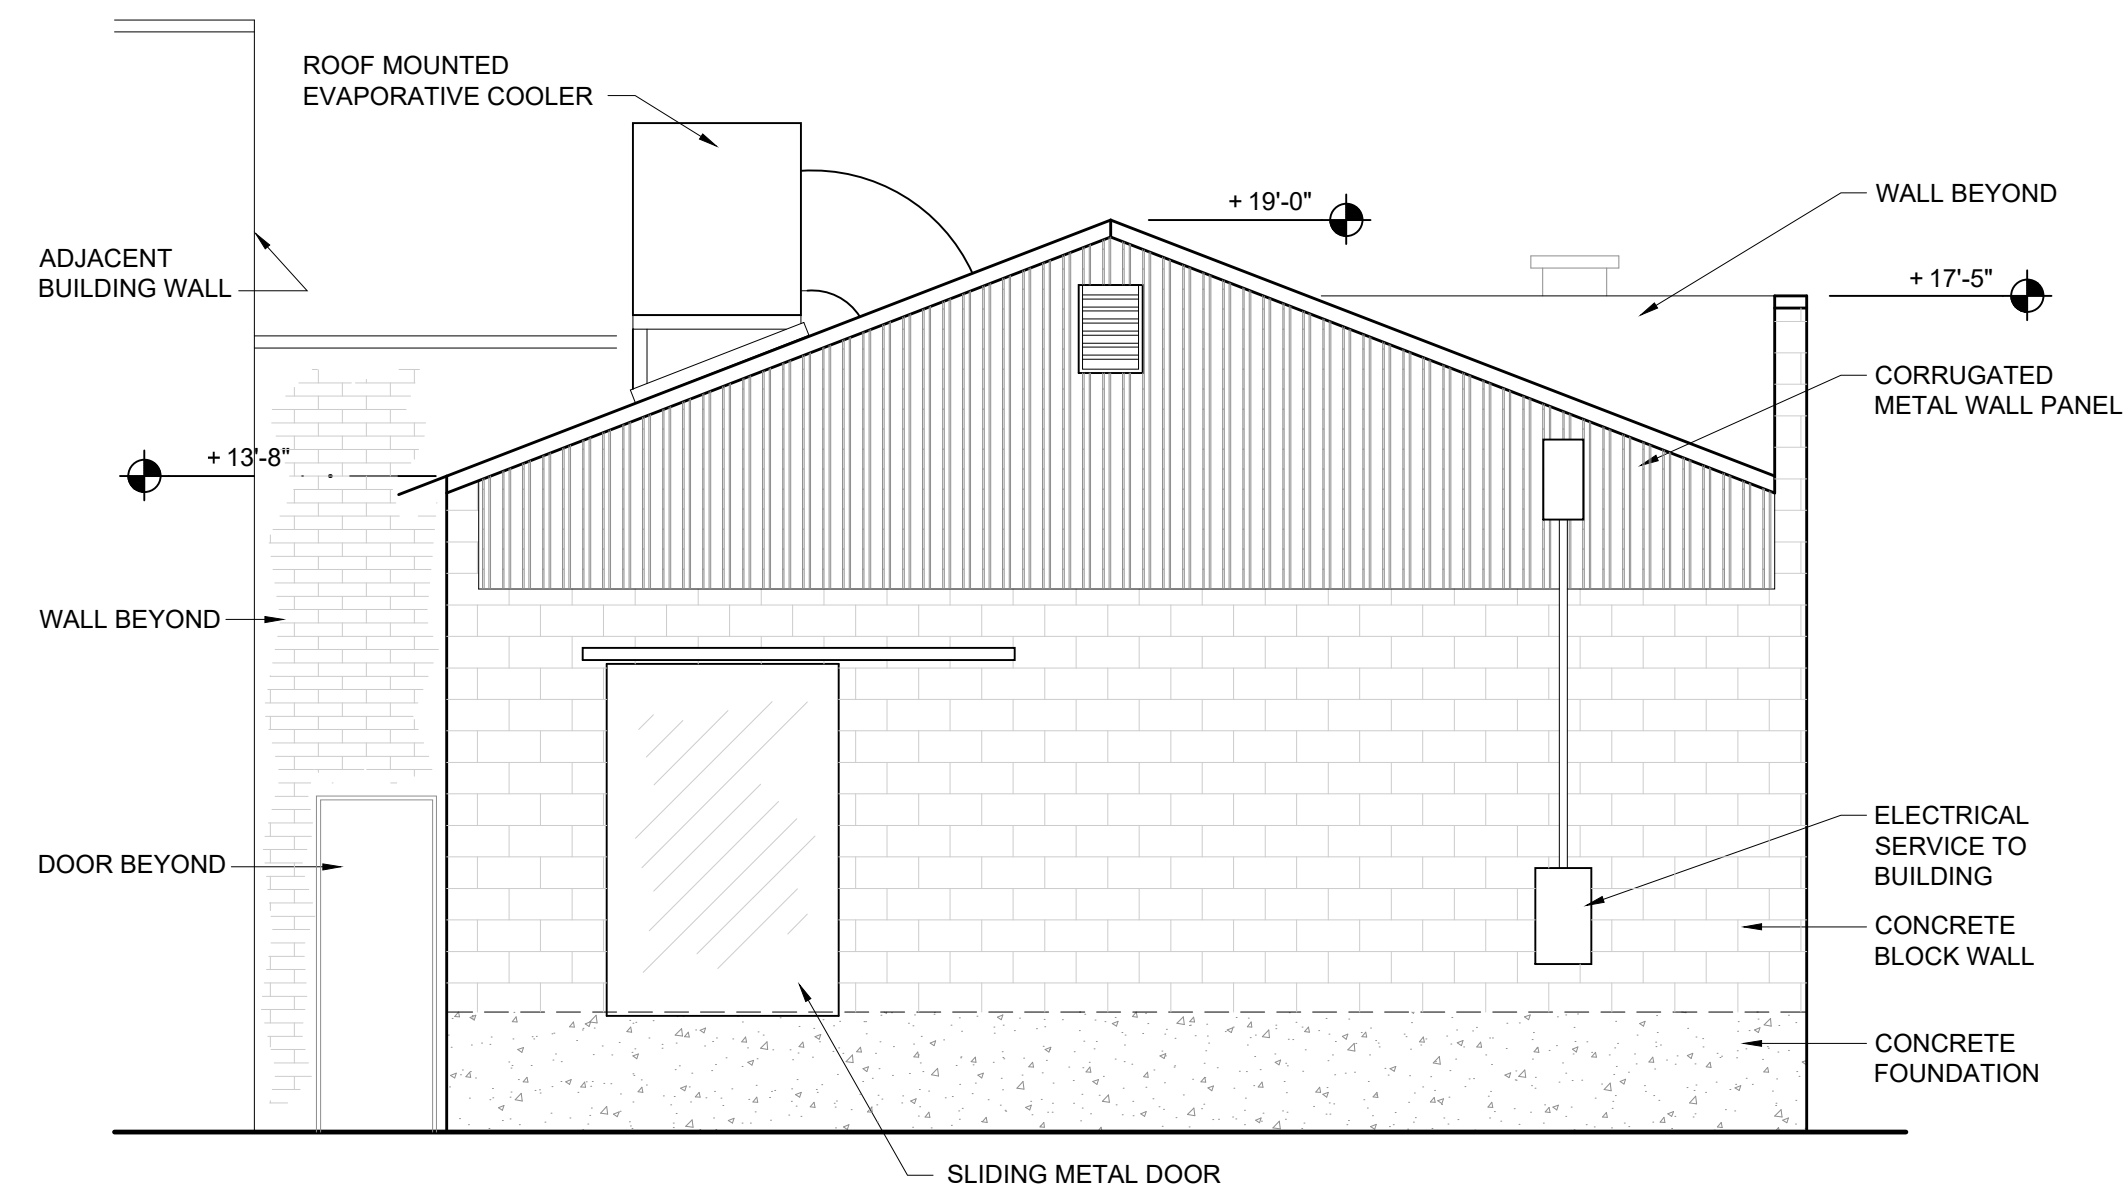 ROOF MOUNTED
EVAPORATIVE COOLER
ADJACENT
BUILDING WALL
+ 19'-0"
WALL BEYOND
+ 17'-5"
CORRUGATED
METAL WALL PANEL
+ 13'-8"
WALL BEYOND
DOOR BEYOND
ELECTRICAL
SERVICE TO
BUILDING
CONCRETE
BLOCK WALL
CONCRETE
FOUNDATION
SLIDING METAL DOOR